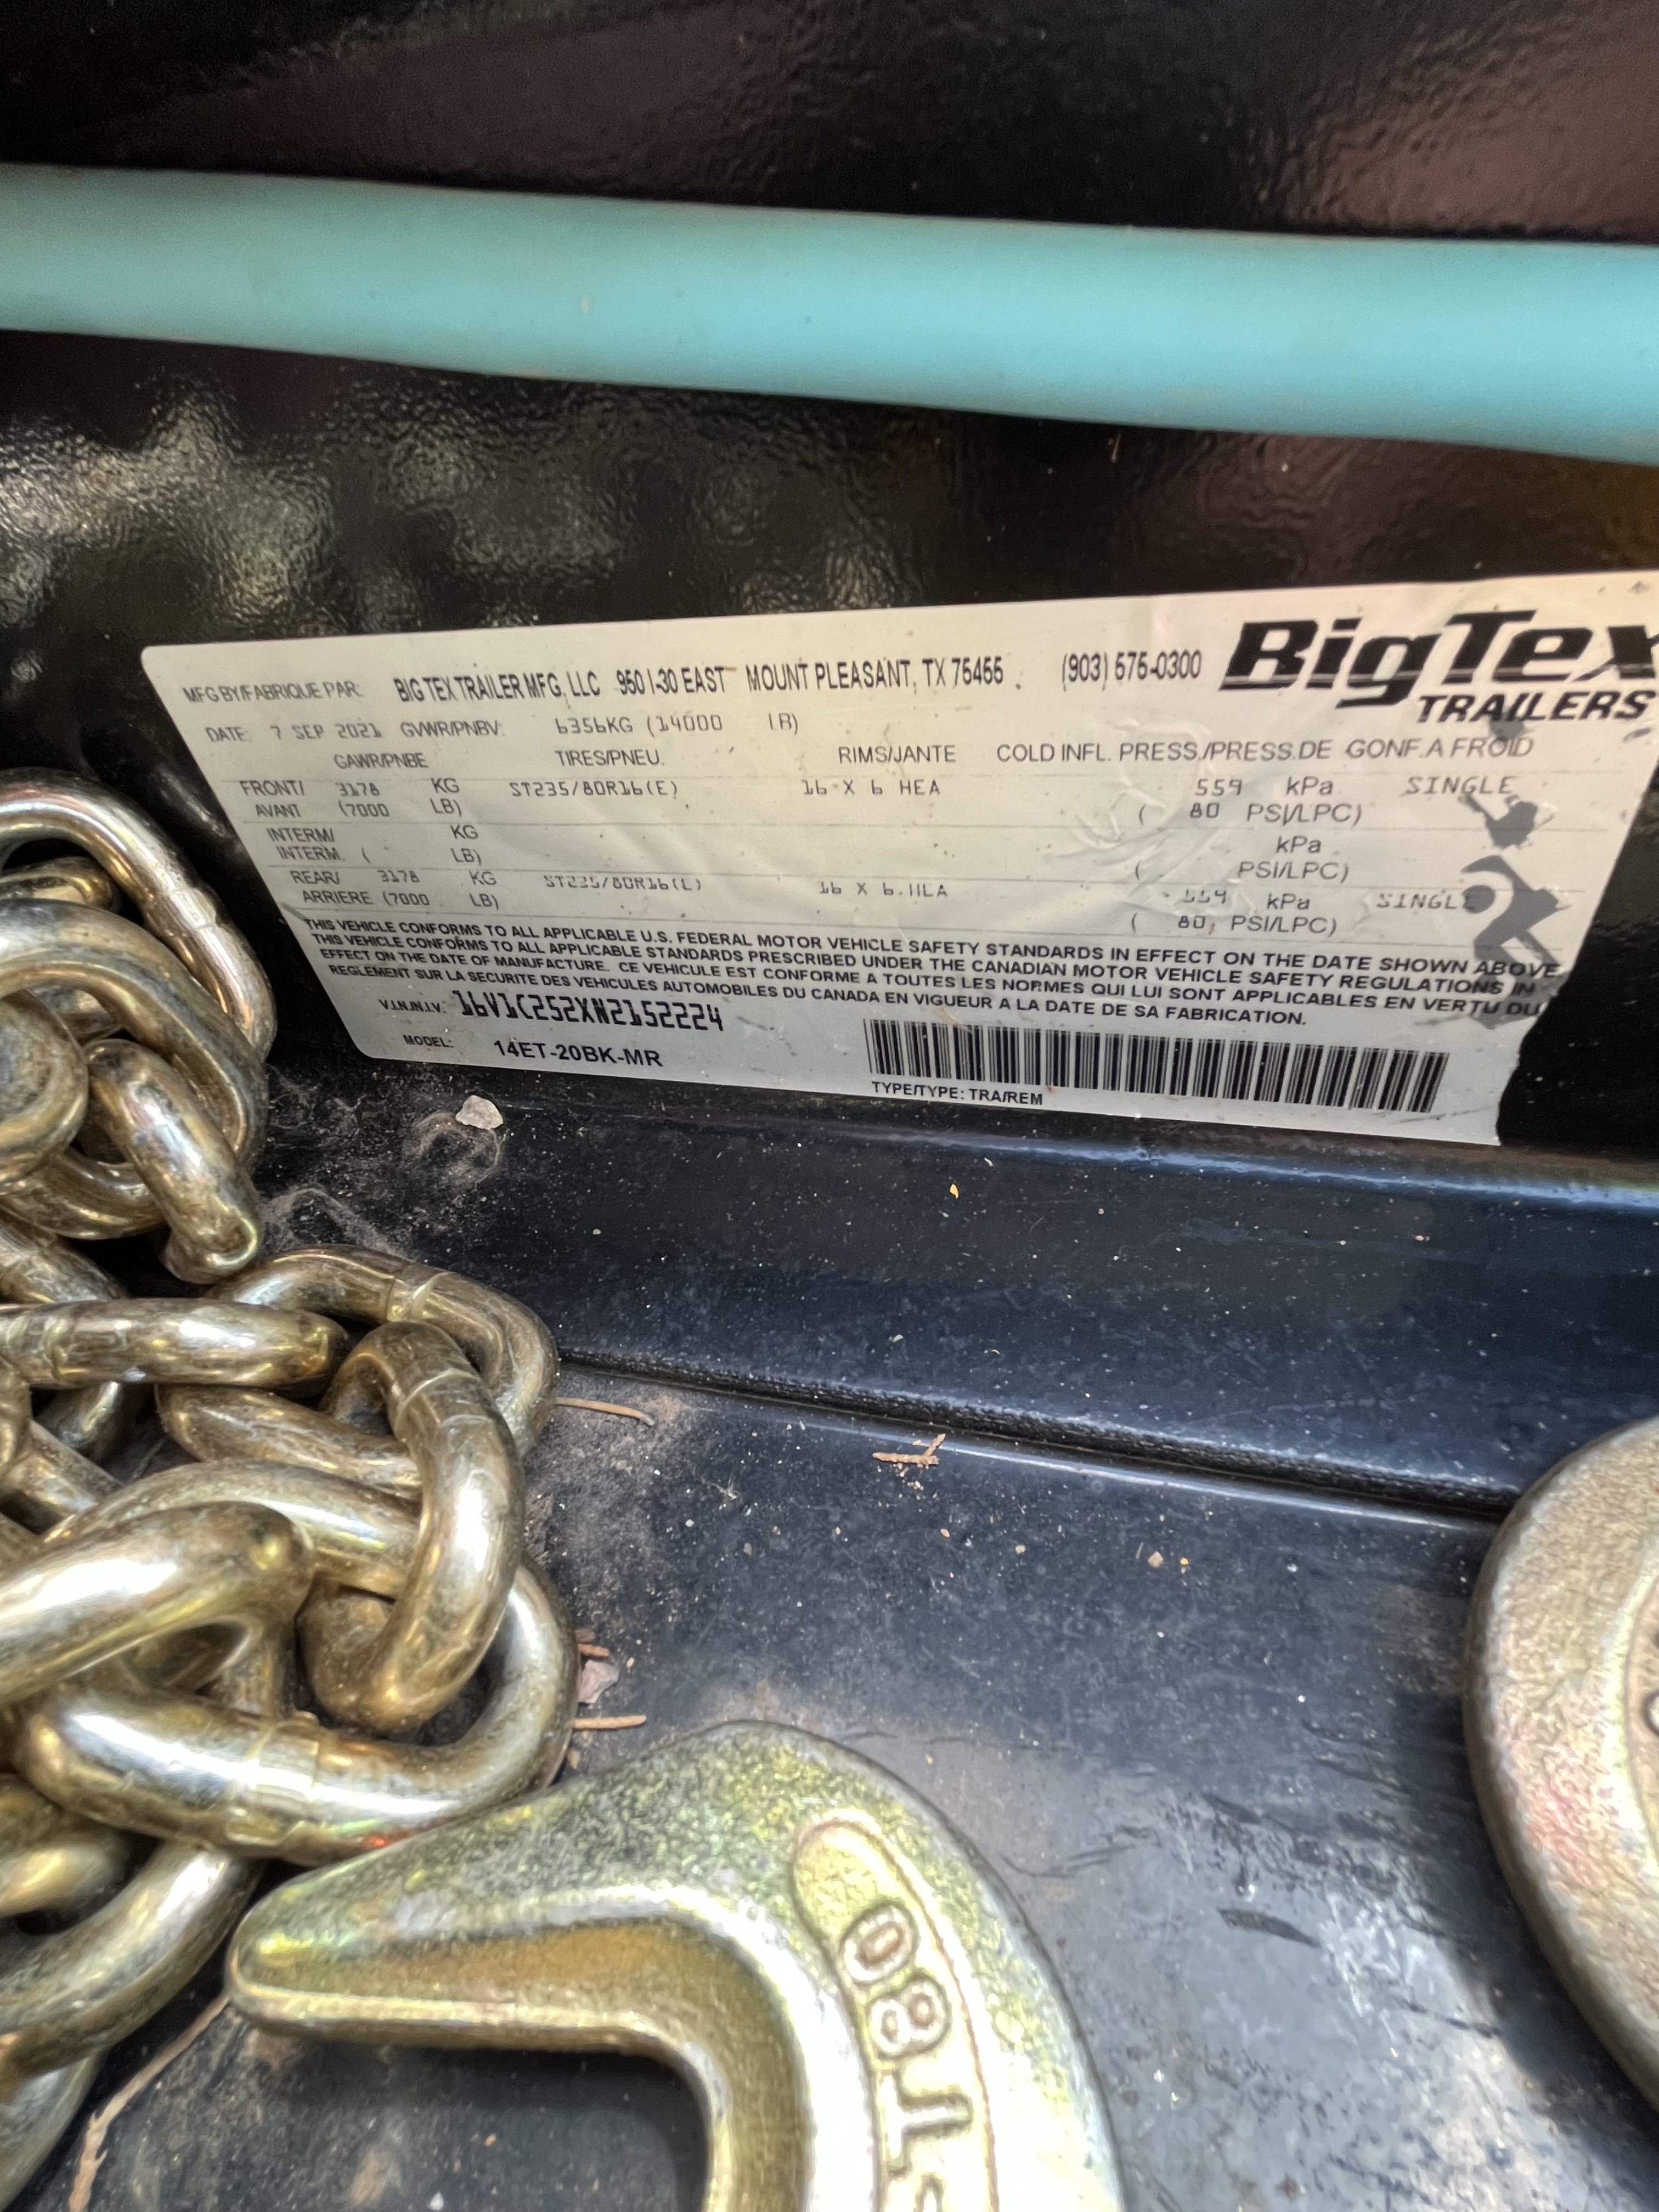 MFG BY/FABRIQUE PAR: BIG TEX TRAILER MFG, LLC 950 I-30 EAST MOUNT PLEASANT, TX 75455 (903) 575-0300
BigTex
TRAILERS
DATE: 7 SEP 2021 GVWR/PNBV: 6356KG (14000 LB)
GAWR/PNBE TIRES/PNEU. RIMS/JANTE COLD INFL. PRESS./PRESS.DE GONF.A FROID
FRONT/ 3178 KG ST235/80R16(E) 16 X 6 HEA 559 kPa SINGLE
AVANT (7000 LB) ( 80 PSI/LPC)
INTERM/ KG kPa
INTERM. ( LB) ( PSI/LPC)
REAR/ 3178 KG ST235/80R16(E) 16 X 6 HEA 559 kPa SINGLE
ARRIERE (7000 LB) ( 80 PSI/LPC)
THIS VEHICLE CONFORMS TO ALL APPLICABLE U.S. FEDERAL MOTOR VEHICLE SAFETY STANDARDS IN EFFECT ON THE DATE SHOWN ABOVE
THIS VEHICLE CONFORMS TO ALL APPLICABLE STANDARDS PRESCRIBED UNDER THE CANADIAN MOTOR VEHICLE SAFETY REGULATIONS IN
EFFECT ON THE DATE OF MANUFACTURE. CE VEHICULE EST CONFORME A TOUTES LES NORMES QUI LUI SONT APPLICABLES EN VERTU DU
REGLEMENT SUR LA SECURITE DES VEHICULES AUTOMOBILES DU CANADA EN VIGUEUR A LA DATE DE SA FABRICATION.
V.I.N./N.I.V.: 16V1C252XN2152224
MODEL: 14ET-20BK-MR
TYPE/TYPE: TRA/REM
T80